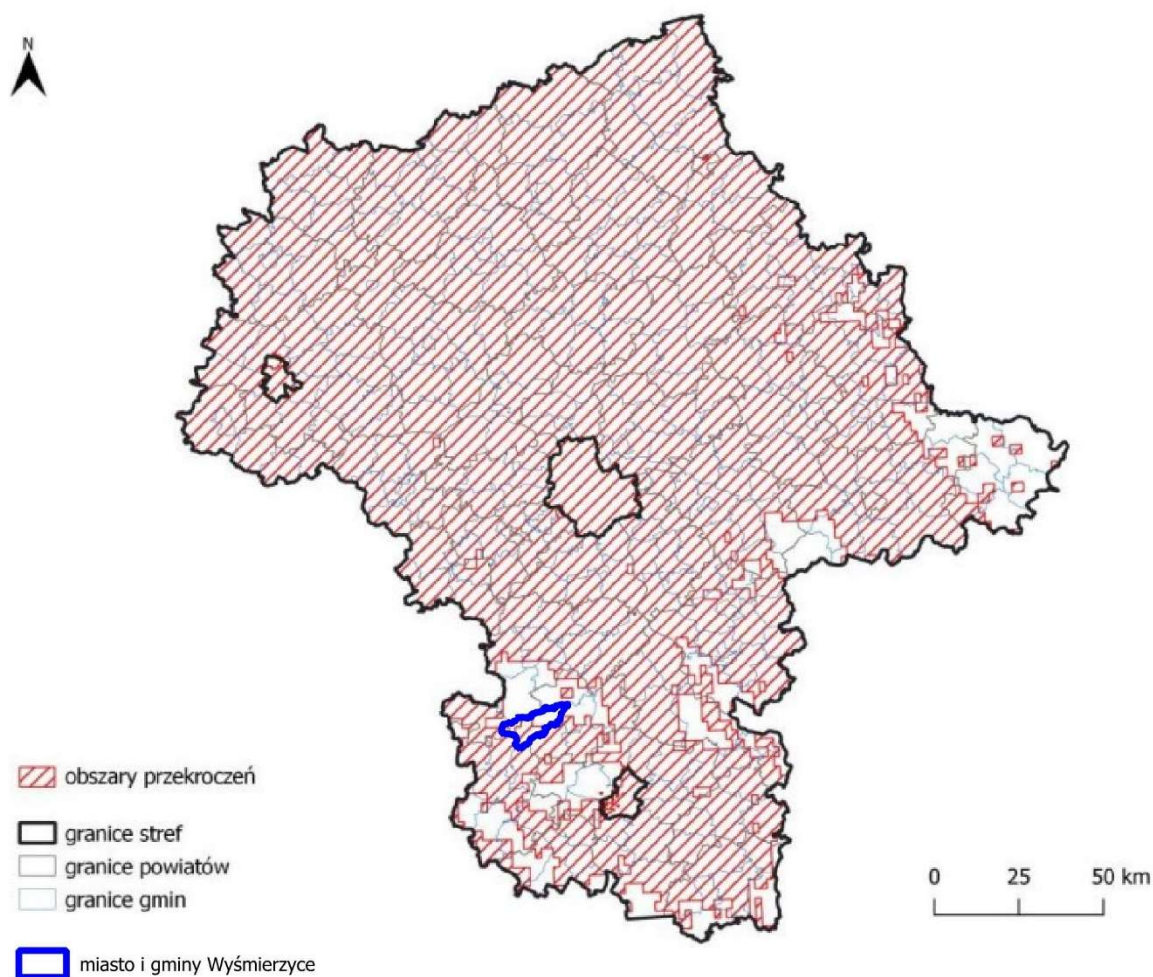 N
obszary przekroczeń
granice stref
granice powiatów
granice gmin
miasto i gminy Wyśmierzyce
0 25 50 km